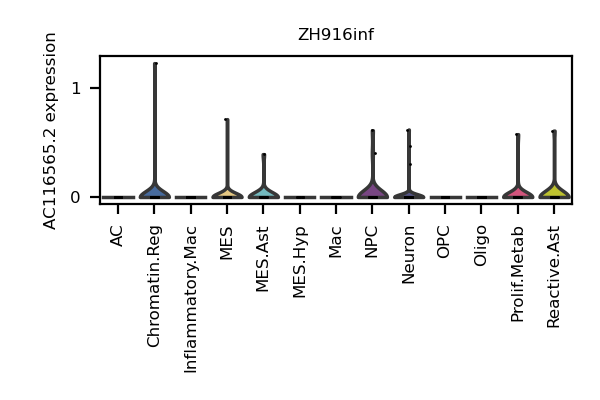 ZH916inf
AC116565.2 expression
1
0
AC
Chromatin.Reg
Inflammatory.Mac
MES
MES.Ast
MES.Hyp
Mac
NPC
Neuron
OPC
Oligo
Prolif.Metab
Reactive.Ast